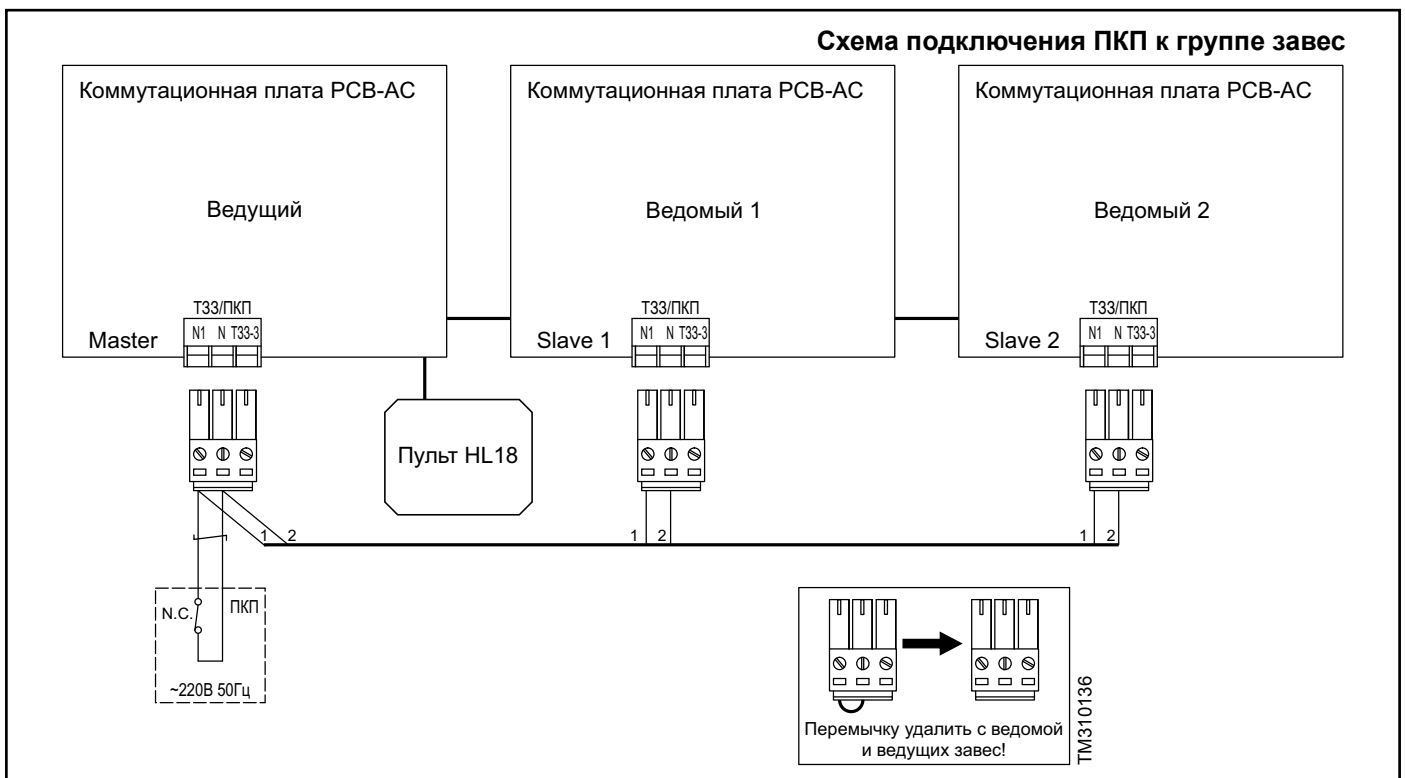 Схема подключения ПКП к группе завес
Коммутационная плата PCB-AC
Коммутационная плата PCB-AC
Коммутационная плата PCB-AC
Ведущий
Ведомый 1
Ведомый 2
ТЗЗ/ПКП
ТЗЗ/ПКП
ТЗЗ/ПКП
Master
N1 N ТЗЗ-3
Slave 1
N1 N ТЗЗ-3
Slave 2
N1 N ТЗЗ-3
Пульт HL18
1 2
1 2
1 2
N.C.
ПКП
~220В 50Гц
Перемычку удалить с ведомой
и ведущих завес!
TM310136